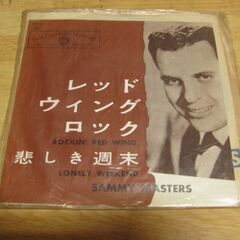 レッド
ウイング
ロック
ROCKIN' RED WING
悲しき週末
LONELY WEEKEND
SAMMY MASTERS